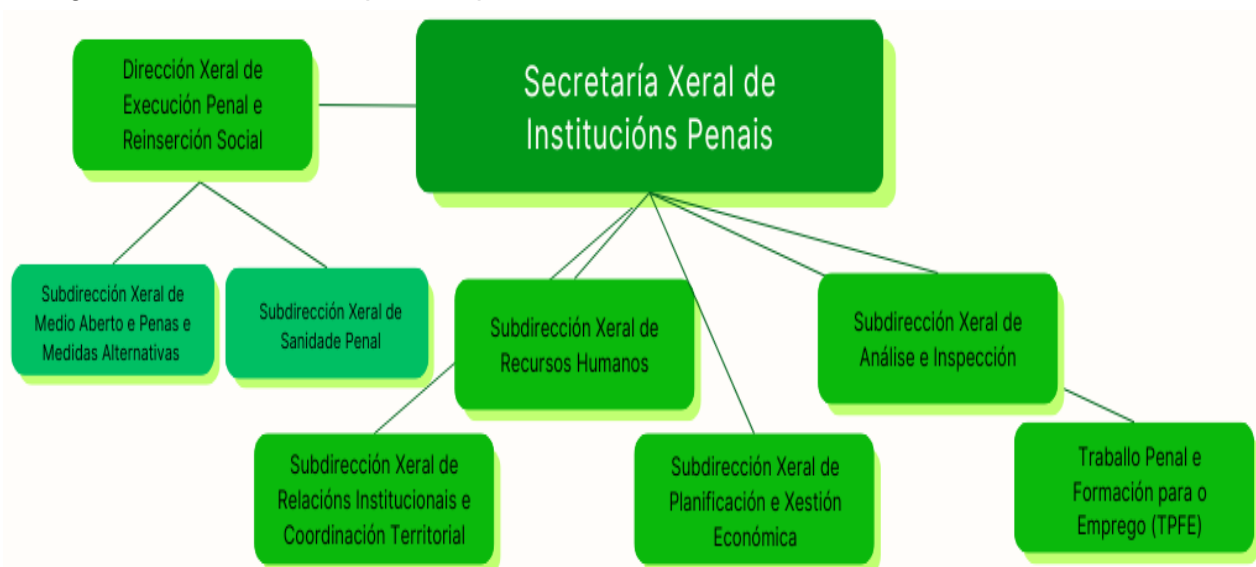 Dirección Xeral de
Execución Penal e
Reinserción Social
Secretaría Xeral de
Institucións Penais
Subdirección Xeral de
Medio Aberto e Penas e
Medidas Alternativas
Subdirección Xeral de
Sanidade Penal
Subdirección Xeral de
Recursos Humanos
Subdirección Xeral de
Análise e Inspección
Subdirección Xeral de
Relacións Institucionais e
Coordinación Territorial
Subdirección Xeral de
Planificación e Xestión
Económica
Traballo Penal e
Formación para o
Emprego (TPFE)